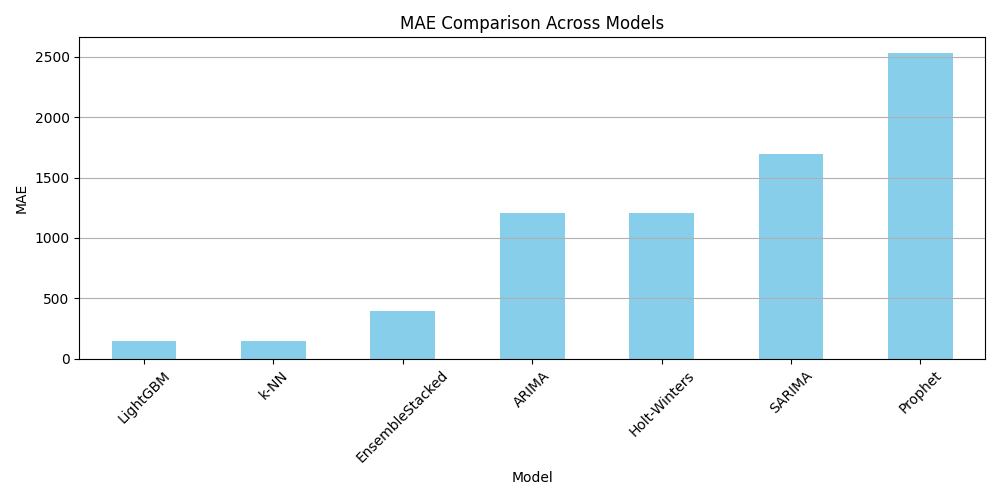 MAE Comparison Across Models
MAE
2500
2000
1500
1000
500
0
LightGBM
k-NN
EnsembleStacked
ARIMA
Holt-Winters
SARIMA
Prophet
Model